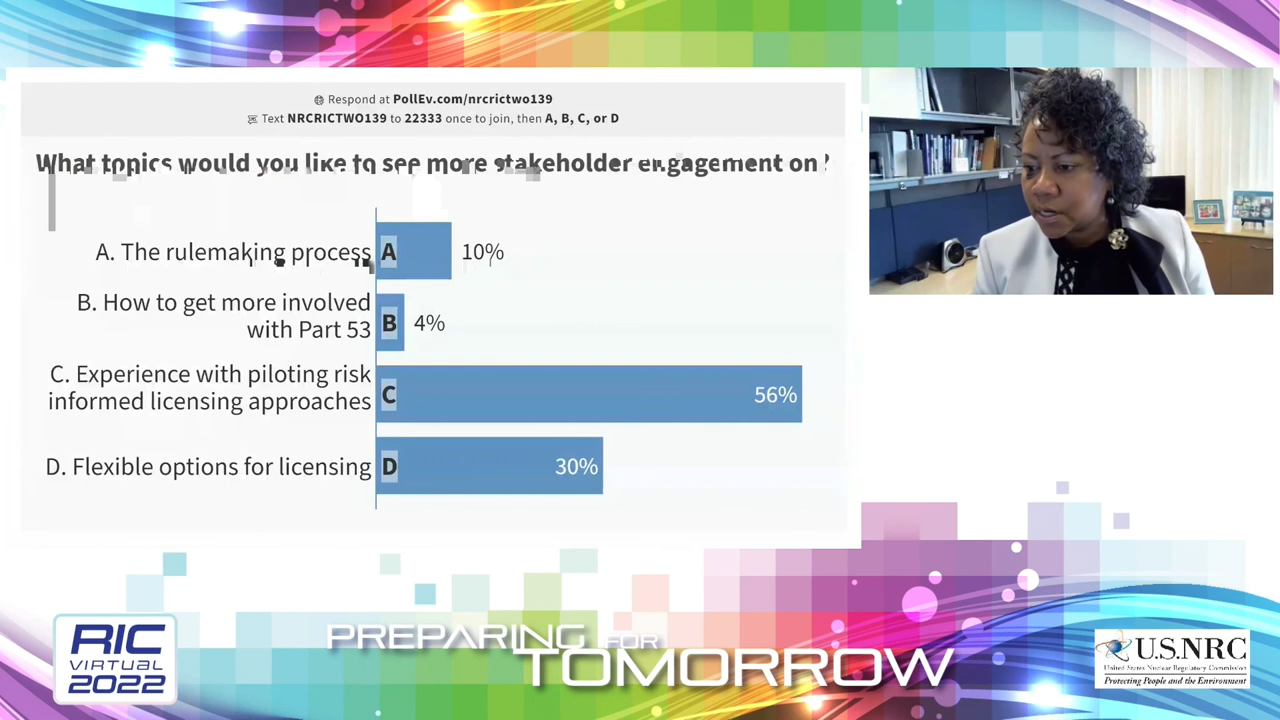 Respond at PollEv.com/nrcrictwo139
Text NRCRICTWO139 to 22333 once to join, then A, B, C, or D
What topics would you like to see more stakeholder engagement on
A. The rulemaking process A 10%
B. How to get more involved
with Part 53 B 4%
C. Experience with piloting risk
informed licensing approaches C 56%
D. Flexible options for licensing D 30%
RIC
VIRTUAL
2022
PREPARING FOR
TOMORROW
U.S.NRC
United States Nuclear Regulatory Commission
Protecting People and the Environment